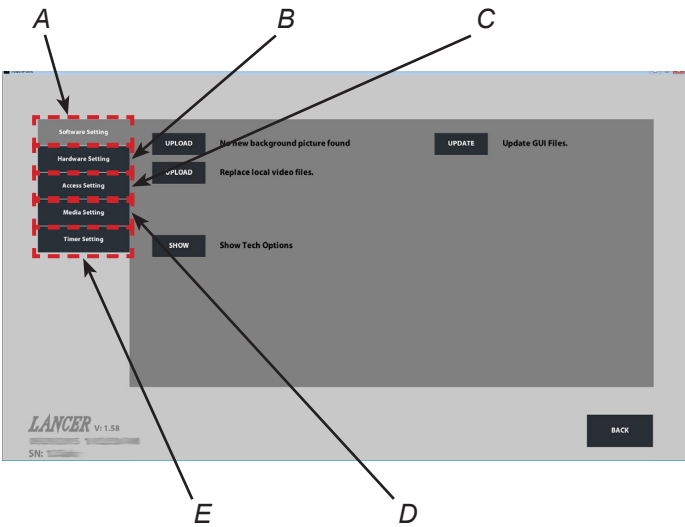 A B C
Software Setting
Hardware Setting
Access Setting
Media Setting
Timer Setting
UPLOAD No new background picture found
UPDATE Update GUI Files.
UPLOAD Replace local video files.
SHOW Show Tech Options
LANCER V: 1.58
SN:
BACK
E D